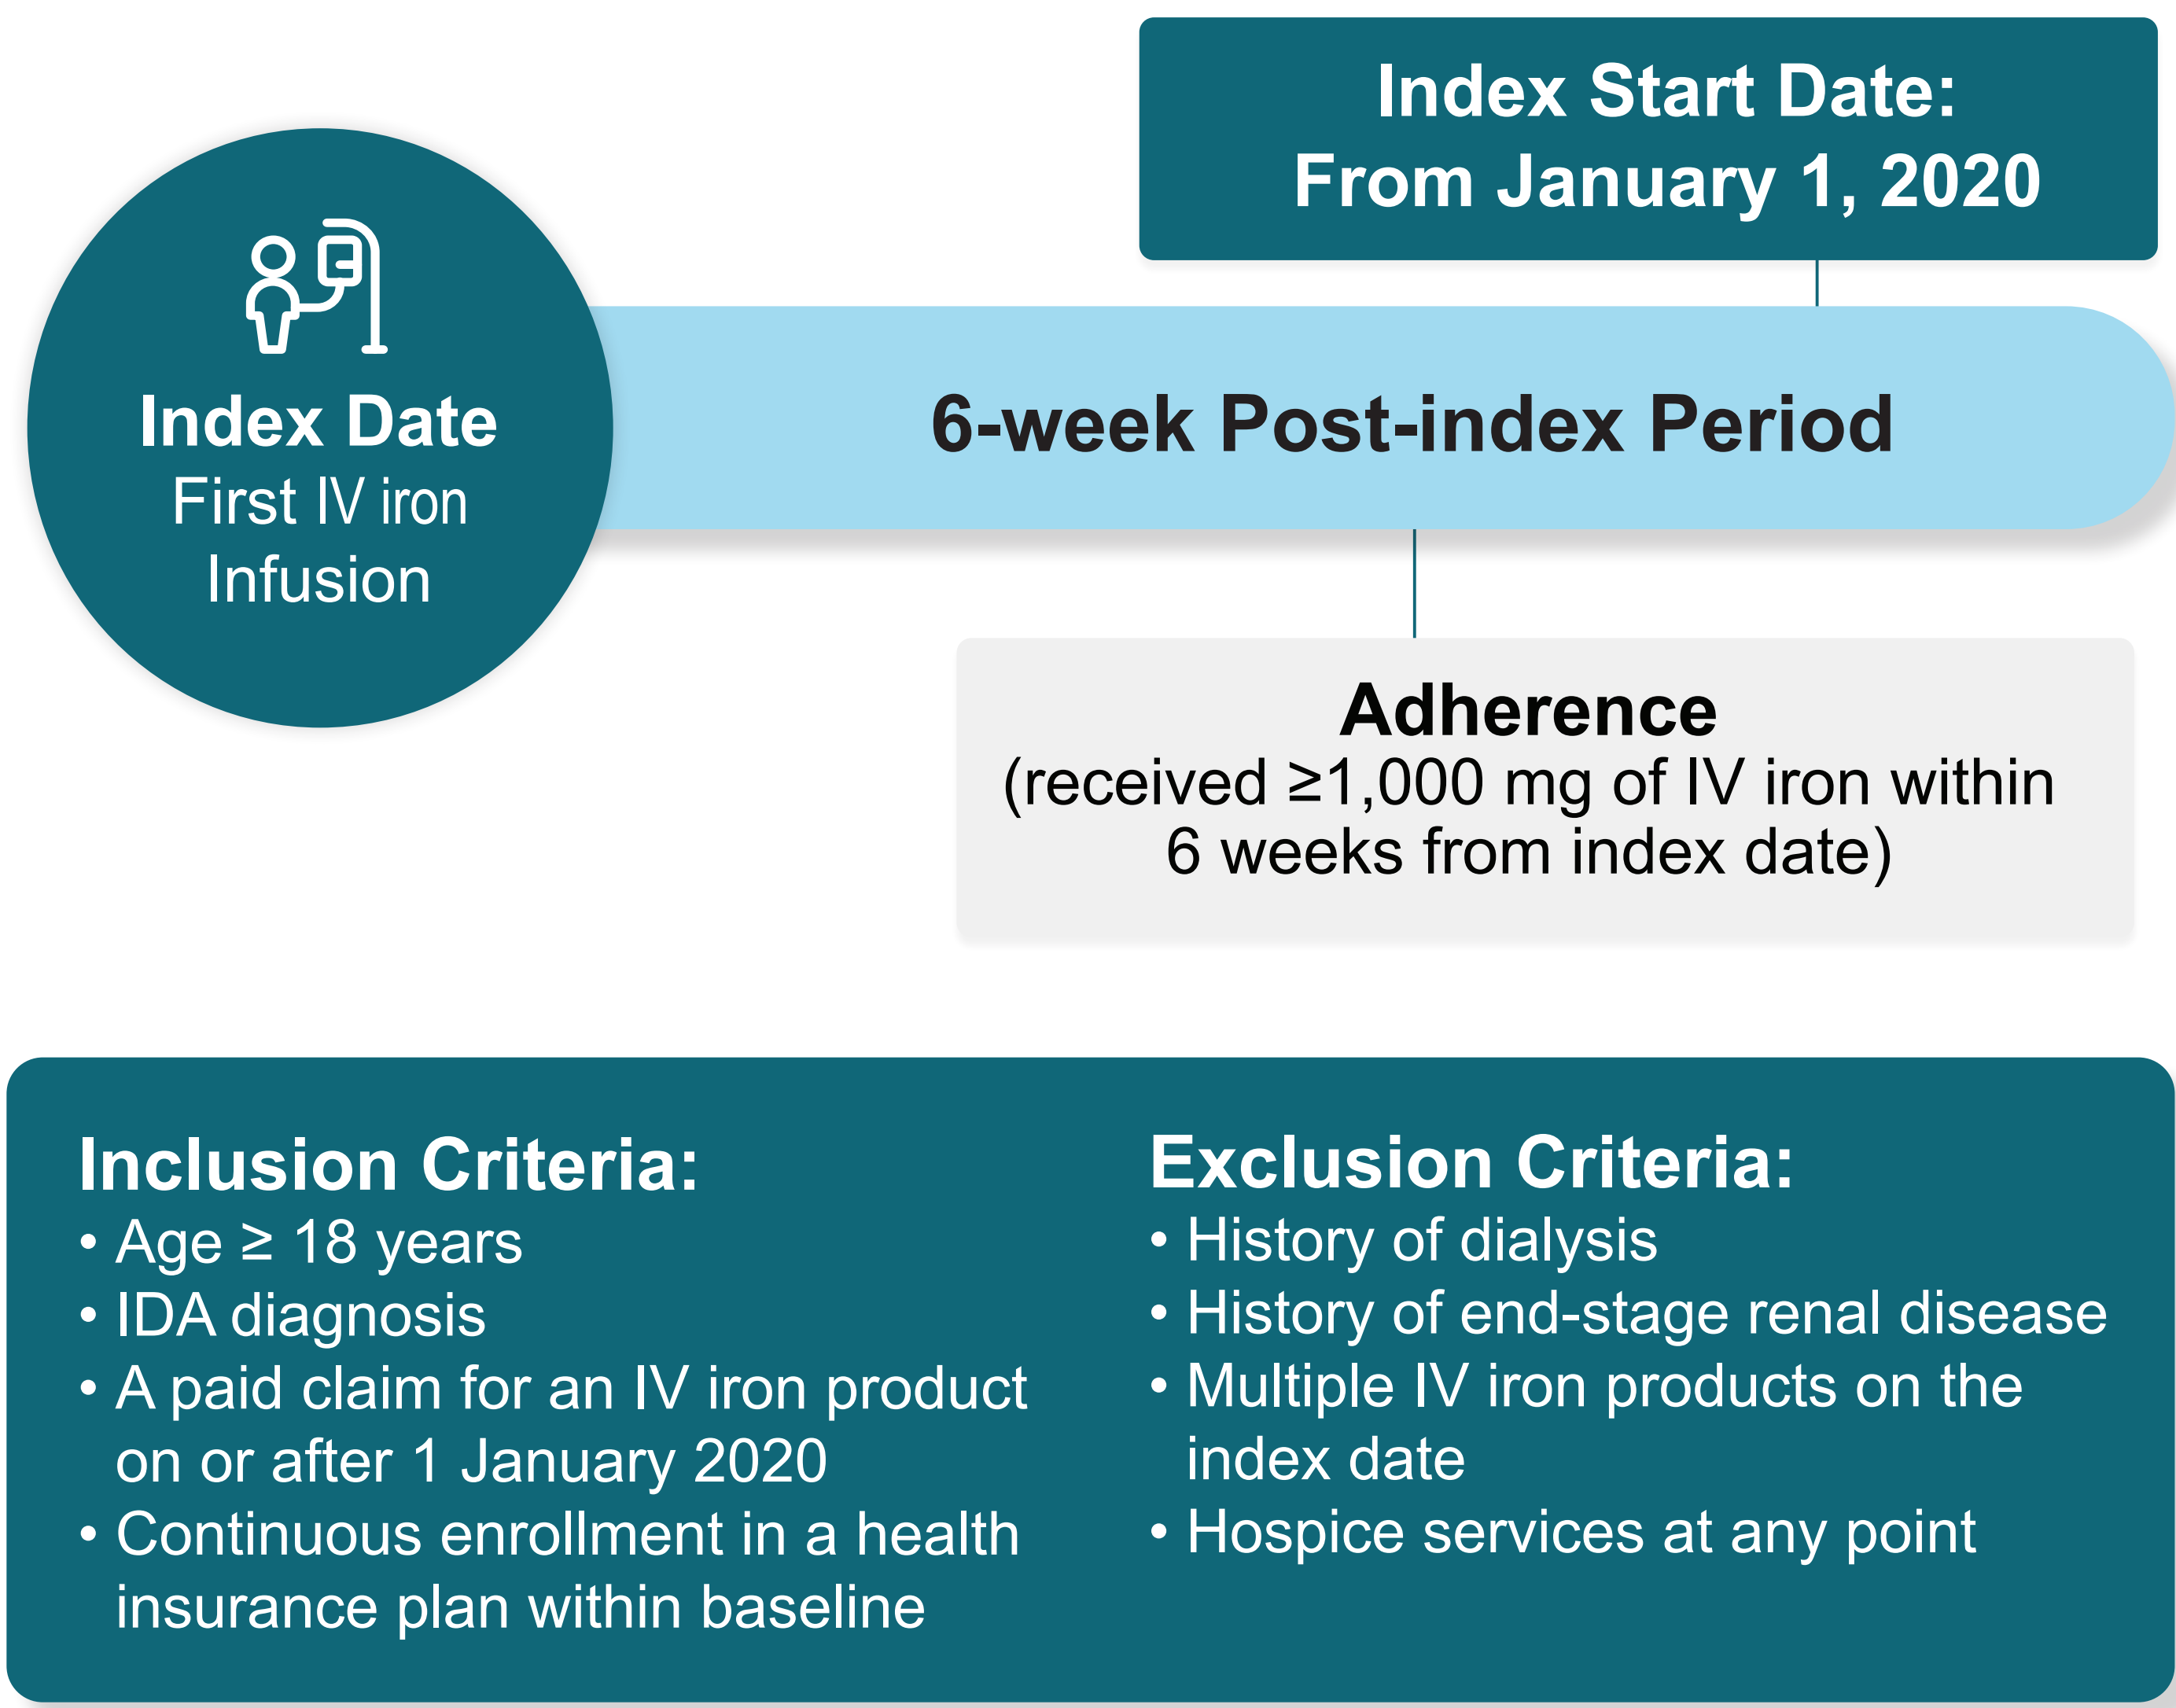 Index Start Date:
From January 1, 2020
Index Date
First IV iron
Infusion
6-week Post-index Period
Adherence
(received ≥1,000 mg of IV iron within
6 weeks from index date)
Inclusion Criteria:
• Age ≥ 18 years
• IDA diagnosis
• A paid claim for an IV iron product
on or after 1 January 2020
• Continuous enrollment in a health
insurance plan within baseline
Exclusion Criteria:
• History of dialysis
• History of end-stage renal disease
• Multiple IV iron products on the
index date
• Hospice services at any point